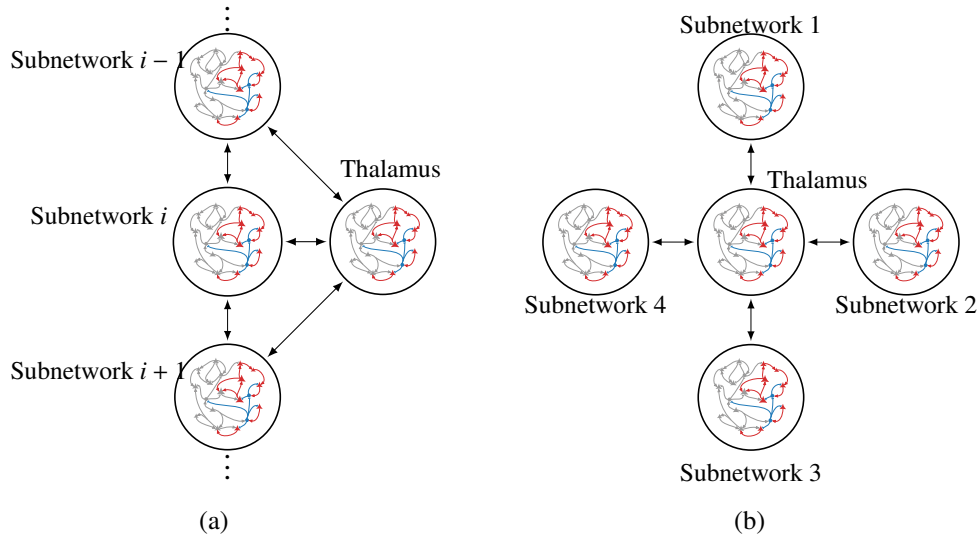 Subnetwork i − 1
Thalamus
Subnetwork i
Subnetwork i + 1
(a)
Subnetwork 1
Thalamus
Subnetwork 4
Subnetwork 2
Subnetwork 3
(b)